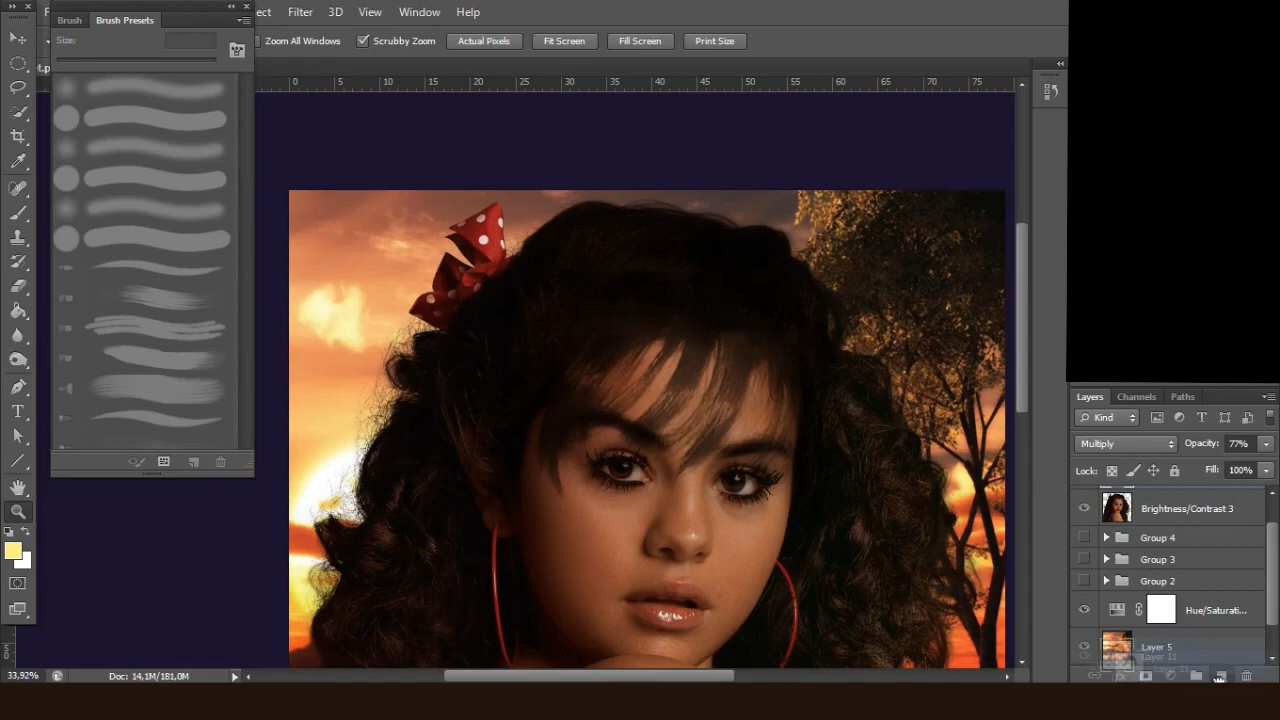 ect Filter 3D View Window Help
Brush Brush Presets
Size:
Zoom All Windows Scrubby Zoom Actual Pixels Fit Screen Fill Screen Print Size
0 5 10 15 20 25 30 35 40 45 50 55 60 65 70 75
Layers Channels Paths
Kind
Multiply Opacity: 77%
Lock: Fill: 100%
Brightness/Contrast 3
Group 4
Group 3
Group 2
Hue/Saturati...
Layer 5
Layer 11
33,92% Doc: 14,1M/181,0M